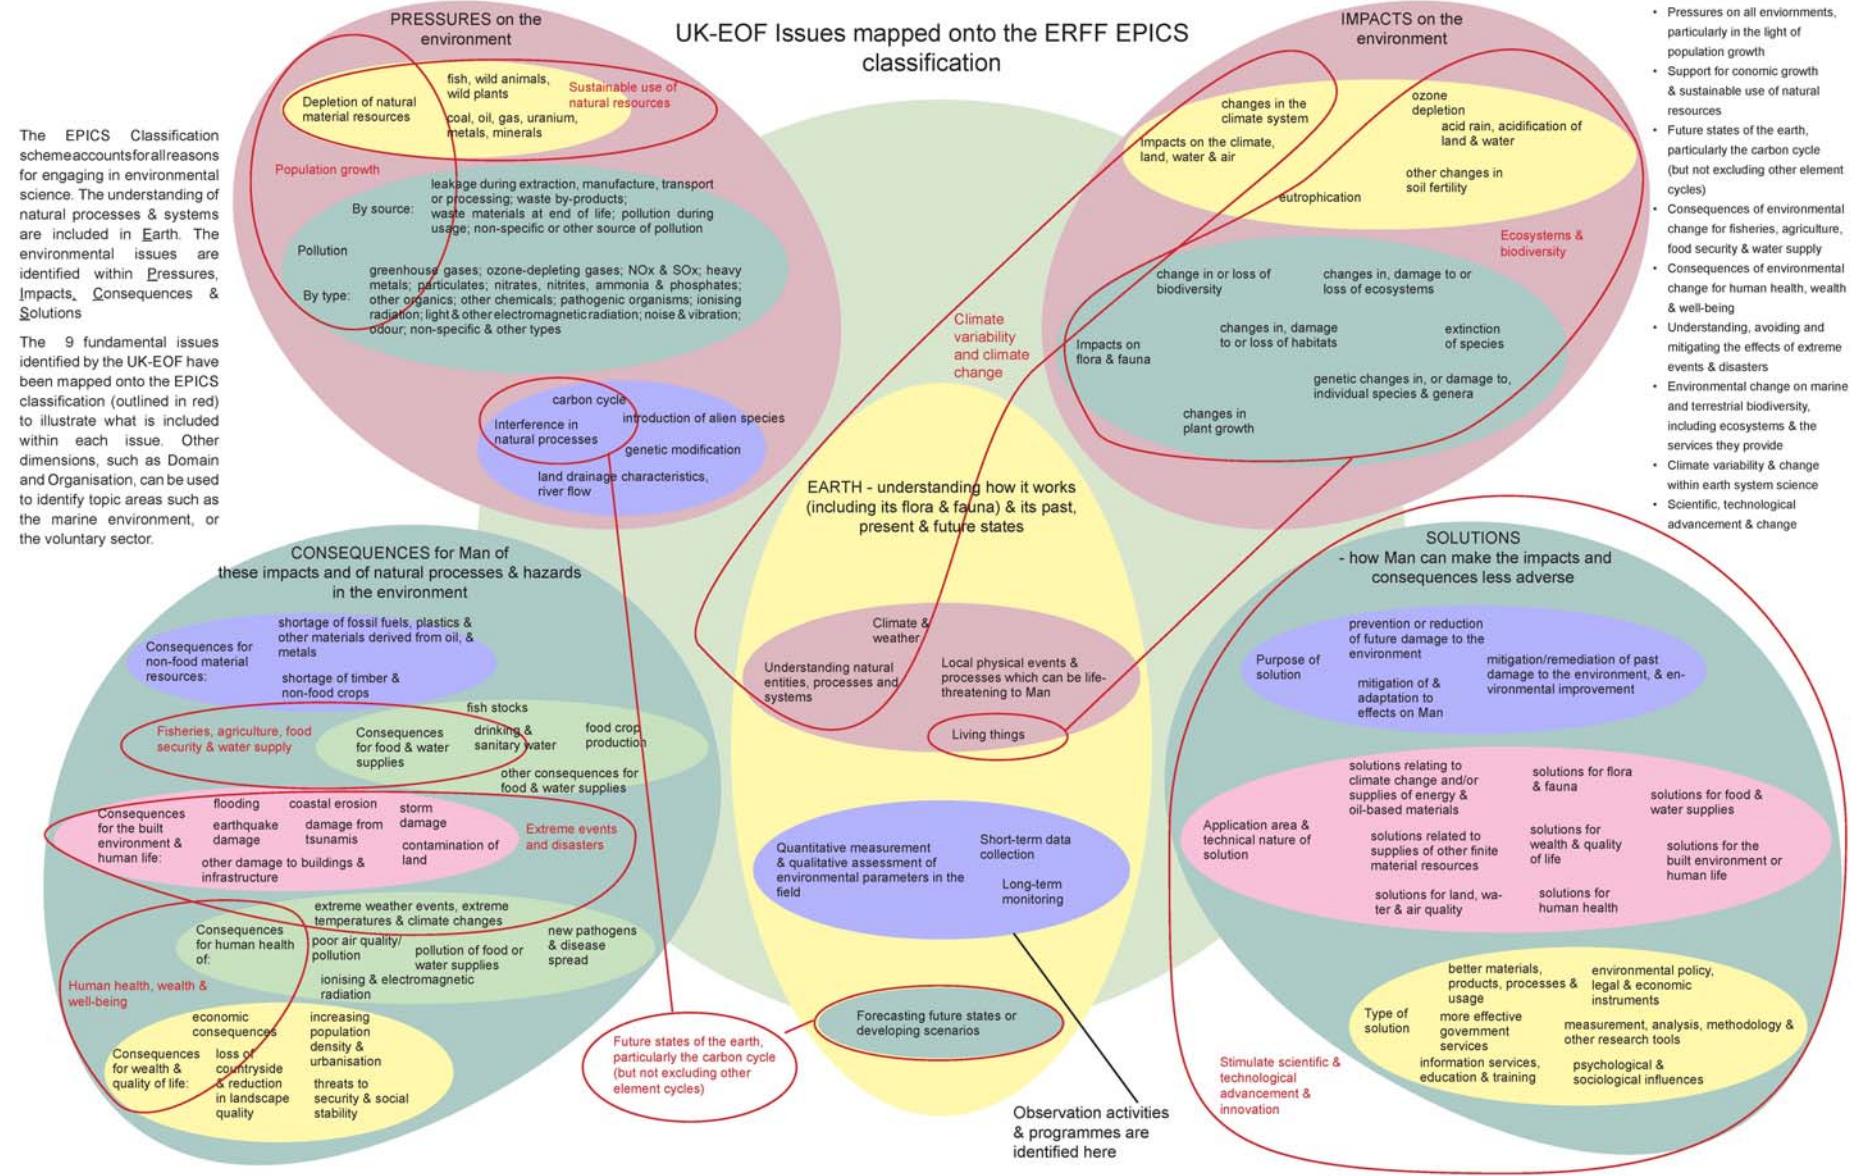 UK-EOF Issues mapped onto the ERFF EPICS
classification
The EPICS Classification
scheme accounts for all reasons
for engaging in environmental
science. The understanding of
natural processes & systems
are included in Earth. The
environmental issues are
identified within Pressures,
Impacts, Consequences &
Solutions
The 9 fundamental issues
identified by the UK-EOF have
been mapped onto the EPICS
classification (outlined in red)
to illustrate what is included
within each issue. Other
dimensions, such as Domain
and Organisation, can be used
to identify topic areas such as
the marine environment, or
the voluntary sector.
PRESSURES on the
environment
Depletion of natural
material resources
fish, wild animals,
wild plants
coal, oil, gas, uranium,
metals, minerals
Sustainable use of
natural resources
Population growth
By source:
leakage during extraction, manufacture, transport
or processing; waste by-products;
waste materials at end of life; pollution during
usage; non-specific or other source of pollution
Pollution
By type:
greenhouse gases; ozone-depleting gases; NOx & SOx; heavy
metals; particulates; nitrates, nitrites, ammonia & phosphates;
other organics; other chemicals; pathogenic organisms; ionising
radiation; light & other electromagnetic radiation; noise & vibration;
odour; non-specific & other types
carbon cycle
Interference in
natural processes
introduction of alien species
genetic modification
land drainage characteristics,
river flow
IMPACTS on the
environment
changes in the
climate system
Impacts on the climate,
land, water & air
ozone
depletion
acid rain, acidification of
land & water
other changes in
soil fertility
eutrophication
Ecosystems &
biodiversity
change in or loss of
biodiversity
changes in, damage to or
loss of ecosystems
Impacts on
flora & fauna
changes in, damage
to or loss of habitats
extinction
of species
genetic changes in, or damage to,
individual species & genera
changes in
plant growth
Climate
variability
and climate
change
• Pressures on all enviornments,
particularly in the light of
population growth
• Support for conomic growth
& sustainable use of natural
resources
• Future states of the earth,
particularly the carbon cycle
(but not excluding other element
cycles)
• Consequences of environmental
change for fisheries, agriculture,
food security & water supply
• Consequences of environmental
change for human health, wealth
& well-being
• Understanding, avoiding and
mitigating the effects of extreme
events & disasters
• Environmental change on marine
and terrestrial biodiversity,
including ecosystems & the
services they provide
• Climate variability & change
within earth system science
• Scientific, technological
advancement & change
EARTH - understanding how it works
(including its flora & fauna) & its past,
present & future states
Climate &
weather
Understanding natural
entities, processes and
systems
Local physical events &
processes which can be life-
threatening to Man
Living things
Quantitative measurement
& qualitative assessment of
environmental parameters in the
field
Short-term data
collection
Long-term
monitoring
Forecasting future states or
developing scenarios
Future states of the earth,
particularly the carbon cycle
(but not excluding other
element cycles)
Observation activities
& programmes are
identified here
CONSEQUENCES for Man of
these impacts and of natural processes & hazards
in the environment
Consequences for
non-food material
resources:
shortage of fossil fuels, plastics &
other materials derived from oil, &
metals
shortage of timber &
non-food crops
Fisheries, agriculture, food
security & water supply
Consequences
for food & water
supplies
fish stocks
drinking &
sanitary water
food crop
production
other consequences for
food & water supplies
Consequences
for the built
environment &
human life:
flooding
coastal erosion
storm
damage
earthquake
damage
damage from
tsunamis
contamination of
land
other damage to buildings &
infrastructure
Extreme events
and disasters
extreme weather events, extreme
temperatures & climate changes
Consequences
for human health
of:
poor air quality/
pollution
pollution of food or
water supplies
new pathogens
& disease
spread
ionising & electromagnetic
radiation
Human health, wealth &
well-being
economic
consequences
Consequences
for wealth &
quality of life:
loss of
countryside
& reduction
in landscape
quality
increasing
population
density &
urbanisation
threats to
security & social
stability
SOLUTIONS
- how Man can make the impacts and
consequences less adverse
Purpose of
solution
prevention or reduction
of future damage to the
environment
mitigation of &
adaptation to
effects on Man
mitigation/remediation of past
damage to the environment, & en-
vironmental improvement
Application area &
technical nature of
solution
solutions relating to
climate change and/or
supplies of energy &
oil-based materials
solutions for flora
& fauna
solutions for food &
water supplies
solutions related to
supplies of other finite
material resources
solutions for
wealth & quality
of life
solutions for the
built environment or
human life
solutions for land, wa-
ter & air quality
solutions for
human health
Type of
solution
better materials,
products, processes &
usage
environmental policy,
legal & economic
instruments
more effective
government
services
measurement, analysis, methodology &
other research tools
information services,
education & training
psychological &
sociological influences
Stimulate scientific &
technological
advancement &
innovation